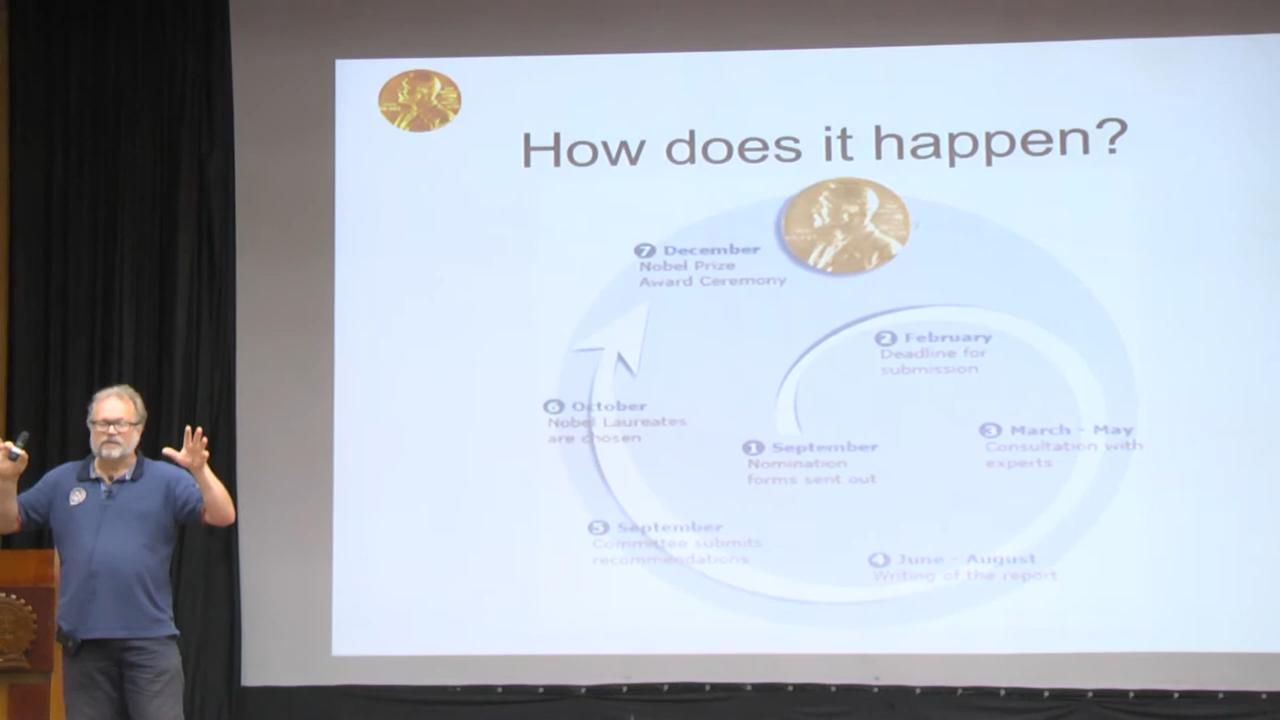 How does it happen?
1 September
Nomination
forms sent out
2 February
Deadline for
submission
3 March - May
Consultation with
experts
4 June - August
Writing of the report
5 September
Committee submits
recommendations
6 October
Nobel Laureates
are chosen
7 December
Nobel Prize
Award Ceremony